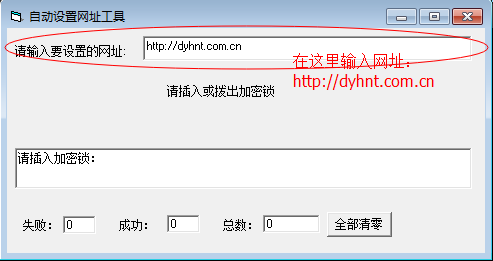 自动设置网址工具
请输入要设置的网址:
http://dyhnt.com.cn
在这里输入网址:
http://dyhnt.com.cn
请插入或拨出加密锁
请插入加密锁:
失败: 0 成功: 0 总数: 0 全部清零